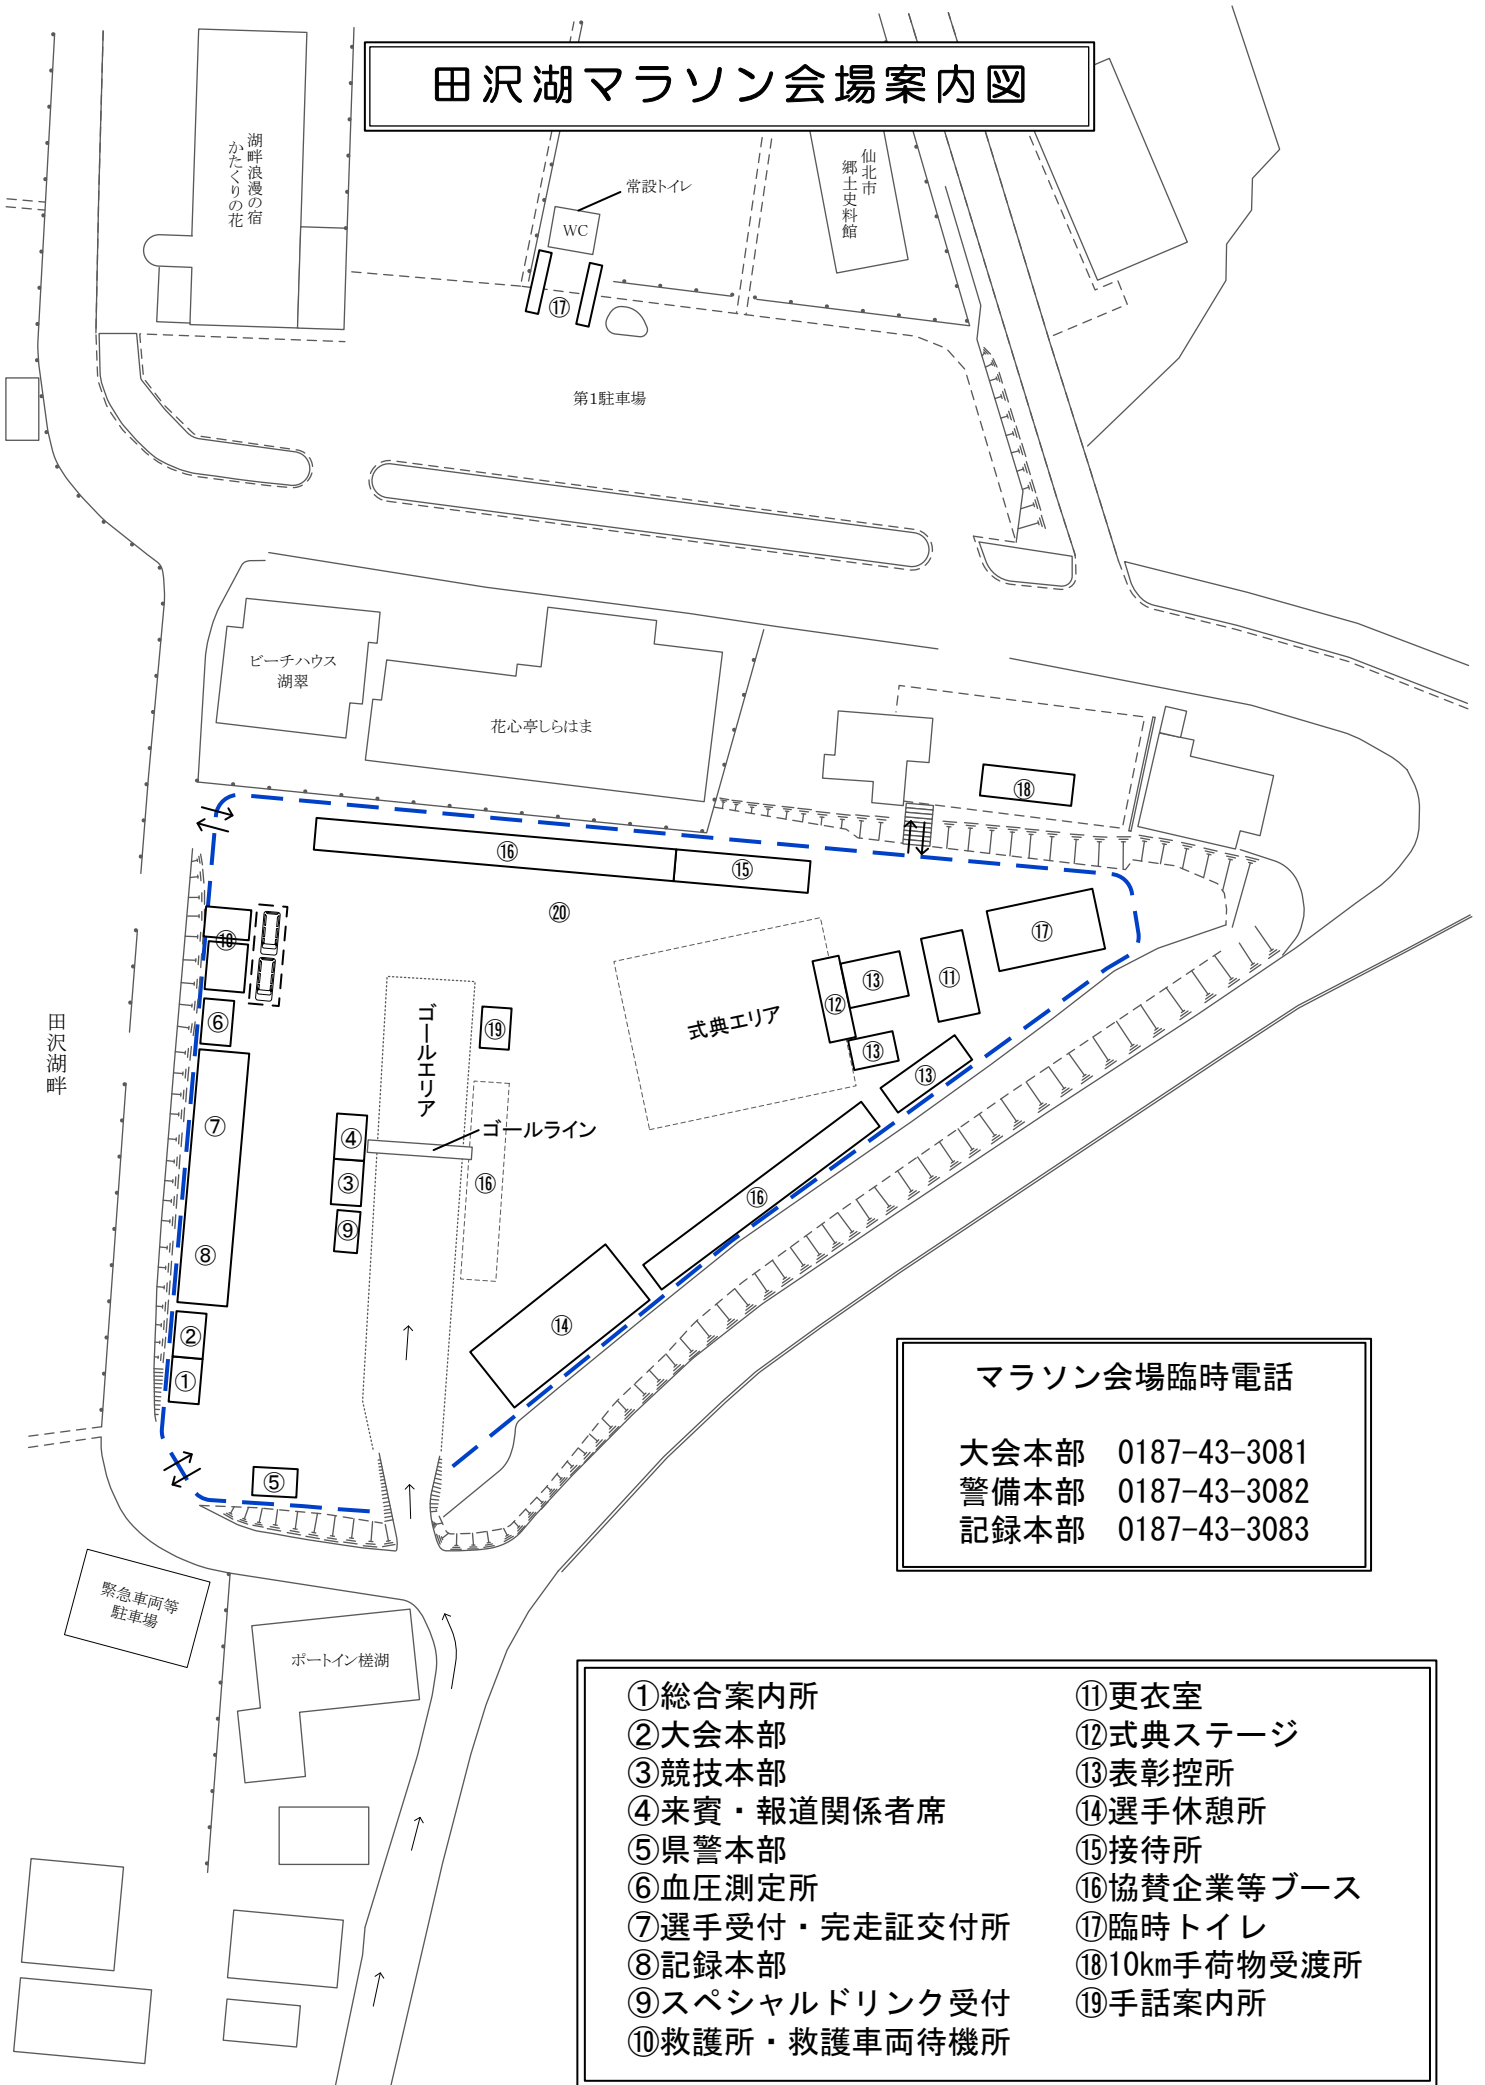 田沢湖マラソン会場案内図
湖畔浪漫の宿
かたくりの花
常設トイレ
WC
仙北市
郷土史料館
⑰
第1駐車場
ビーチハウス
湖翠
花心亭しらはま
⑱
⑯
⑮
⑳
⑰
⑩
⑬
⑪
⑫
⑥
ゴールエリア
⑲
式典エリア
⑬
⑬
田沢湖畔
⑦
④
ゴールライン
③
⑯
⑯
⑨
⑧
⑭
②
①
⑤
マラソン会場臨時電話
大会本部 0187-43-3081
警備本部 0187-43-3082
記録本部 0187-43-3083
緊急車両等
駐車場
ポートイン槎湖
①総合案内所
②大会本部
③競技本部
④来賓・報道関係者席
⑤県警本部
⑥血圧測定所
⑦選手受付・完走証交付所
⑧記録本部
⑨スペシャルドリンク受付
⑩救護所・救護車両待機所
⑪更衣室
⑫式典ステージ
⑬表彰控所
⑭選手休憩所
⑮接待所
⑯協賛企業等ブース
⑰臨時トイレ
⑱10km手荷物受渡所
⑲手話案内所